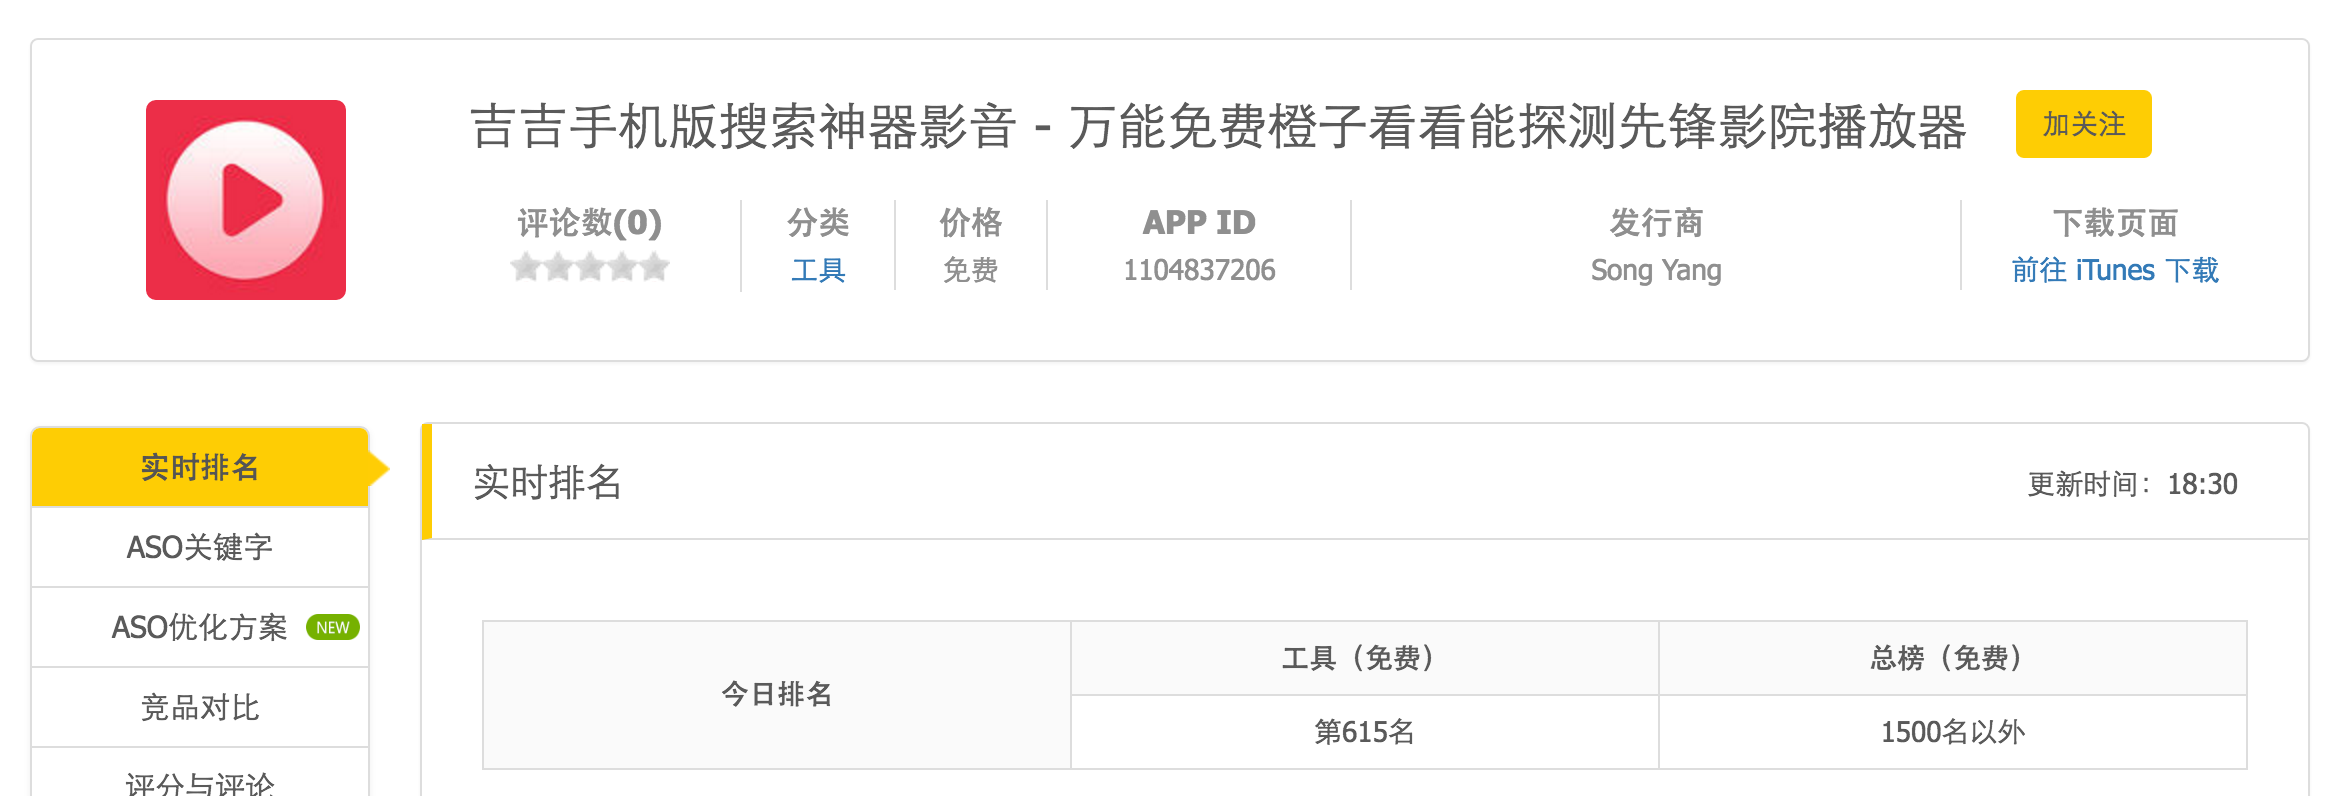 吉吉手机版搜索神器影音 - 万能免费橙子看看能探测先锋影院播放器
加关注
评论数(0)
分类
工具
价格
免费
APP ID
1104837206
发行商
Song Yang
下载页面
前往 iTunes 下载
实时排名
ASO关键字
ASO优化方案 NEW
竞品对比
评分与评论
实时排名
更新时间：18:30
今日排名
工具（免费）
总榜（免费）
第615名
1500名以外